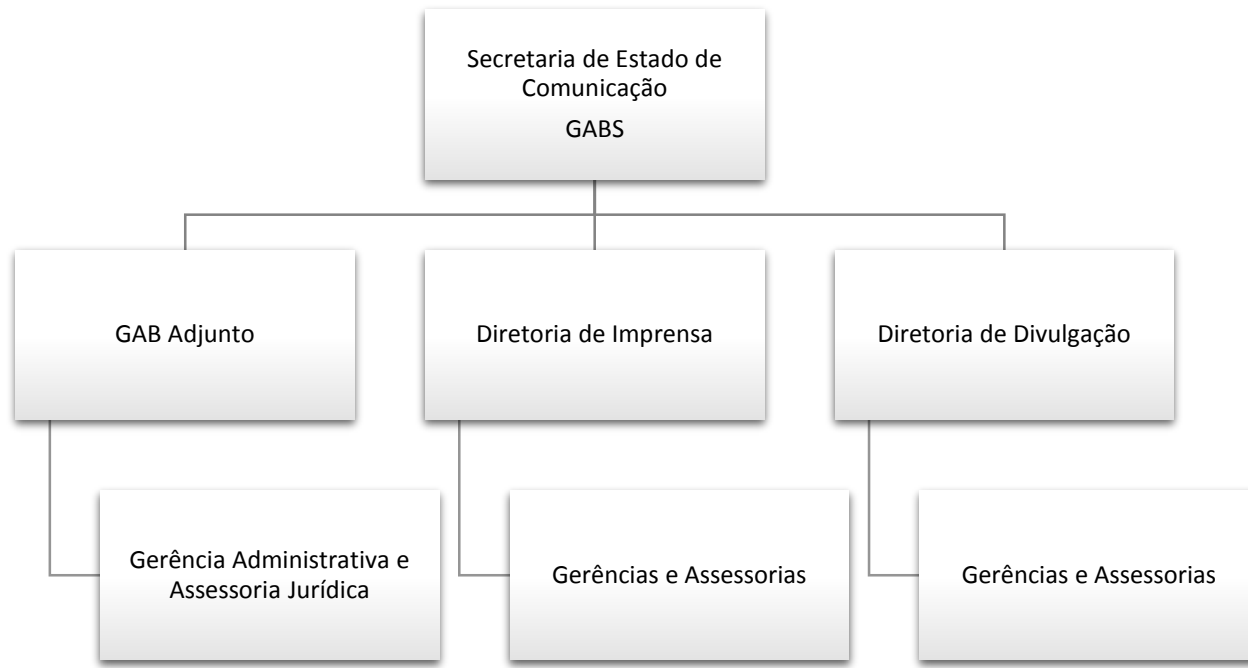 Secretaria de Estado de
Comunicação
GABS
GAB Adjunto
Diretoria de Imprensa
Diretoria de Divulgação
Gerência Administrativa e
Assessoria Jurídica
Gerências e Assessorias
Gerências e Assessorias